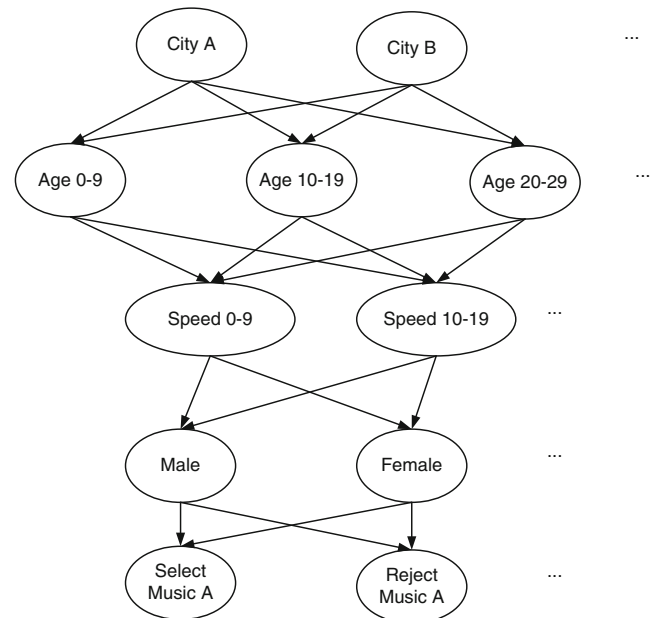 City A
City B
...
Age 0-9
Age 10-19
Age 20-29
...
Speed 0-9
Speed 10-19
...
Male
Female
...
Select
Music A
Reject
Music A
...